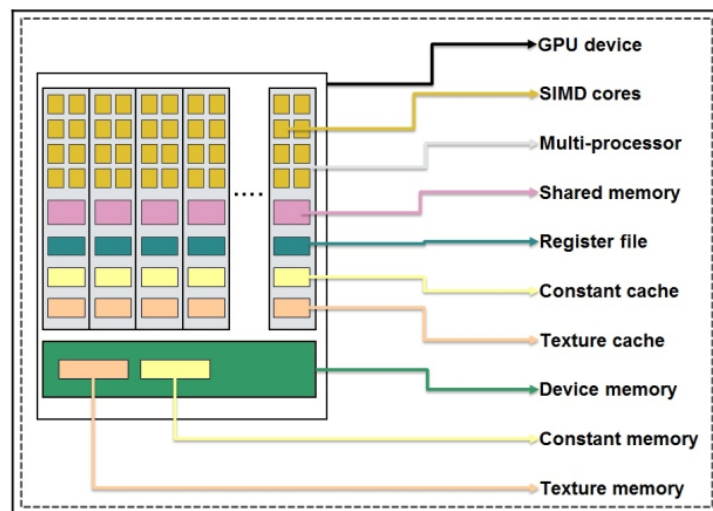 GPU device
SIMD cores
Multi-processor
Shared memory
Register file
Constant cache
Texture cache
Device memory
Constant memory
Texture memory